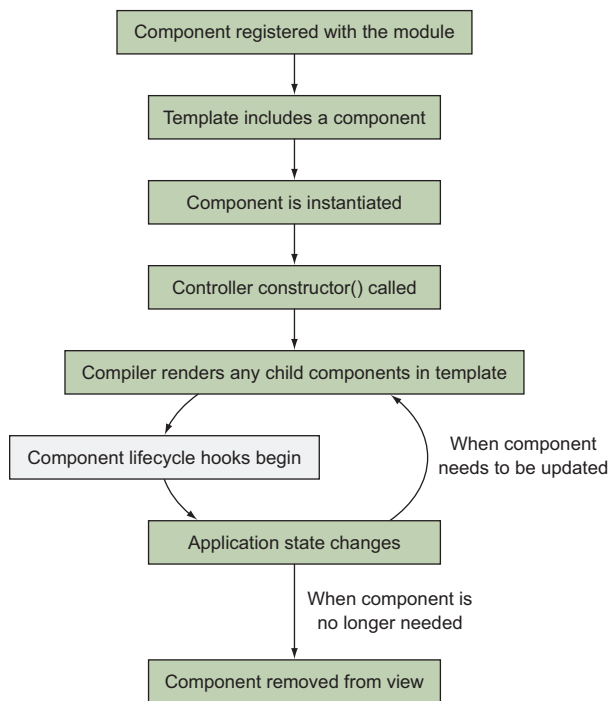 Component registered with the module
Template includes a component
Component is instantiated
Controller constructor() called
Compiler renders any child components in template
Component lifecycle hooks begin
When component
needs to be updated
Application state changes
When component is
no longer needed
Component removed from view